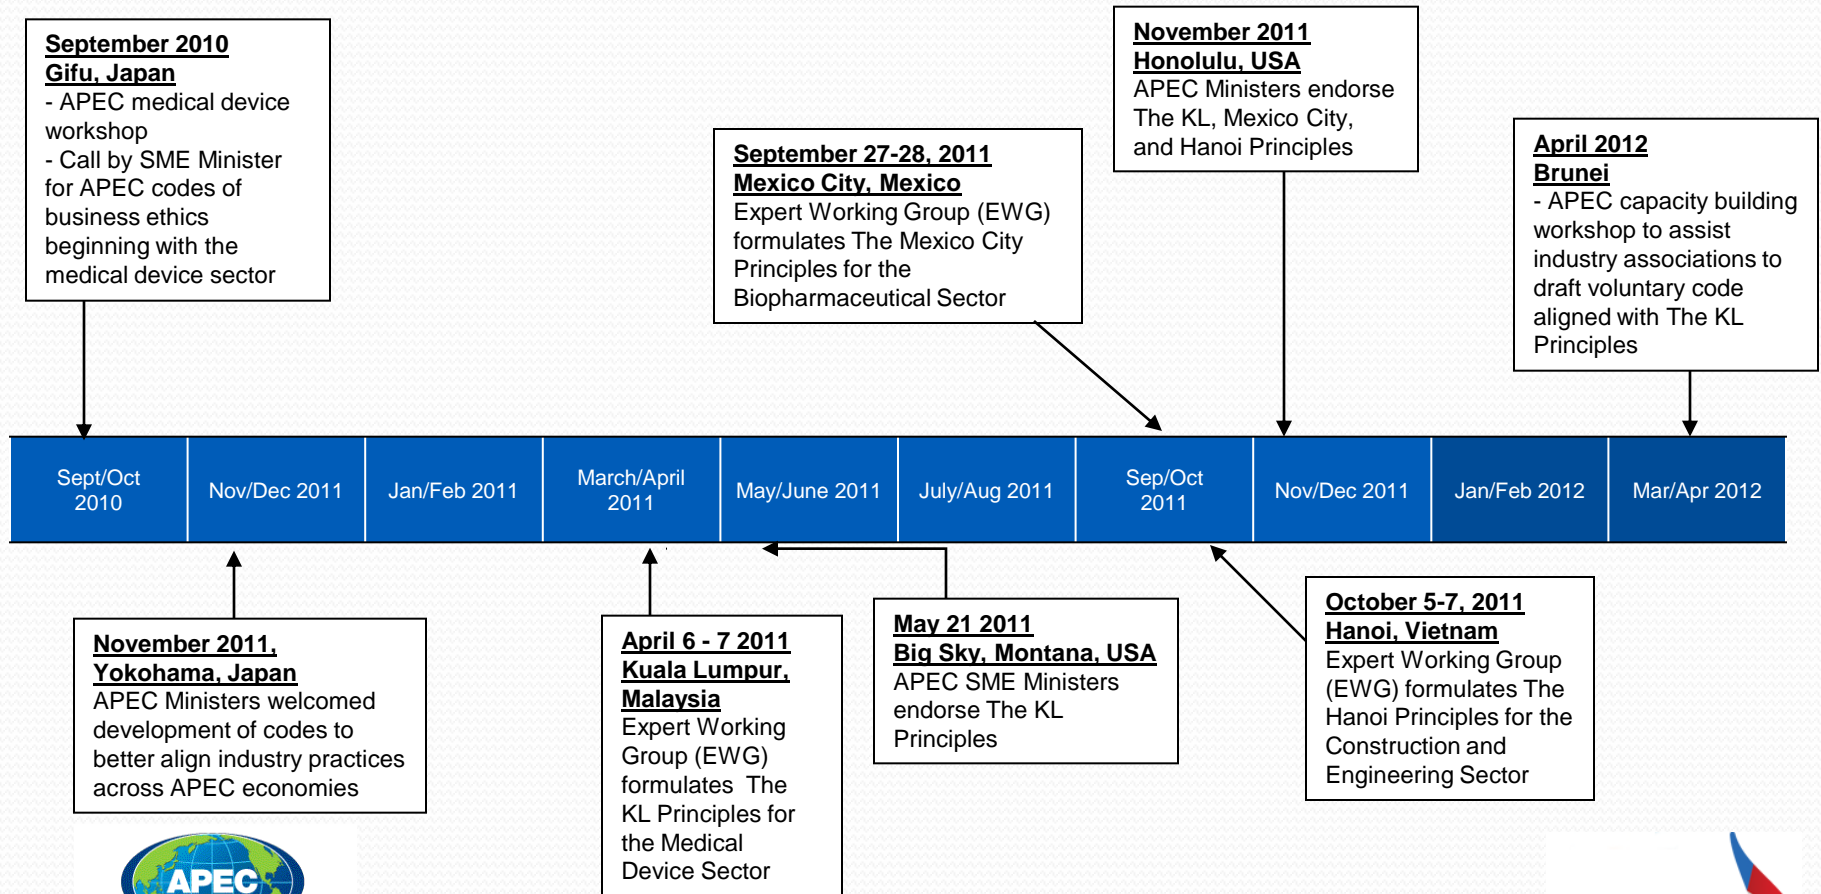 September 2010
Gifu, Japan
- APEC medical device
workshop
- Call by SME Minister
for APEC codes of
business ethics
beginning with the
medical device sector
September 27-28, 2011
Mexico City, Mexico
Expert Working Group (EWG)
formulates The Mexico City
Principles for the
Biopharmaceutical Sector
November 2011
Honolulu, USA
APEC Ministers endorse
The KL, Mexico City,
and Hanoi Principles
April 2012
Brunei
- APEC capacity building
workshop to assist
industry associations to
draft voluntary code
aligned with The KL
Principles
Sept/Oct
2010
Nov/Dec 2011
Jan/Feb 2011
March/April
2011
May/June 2011
July/Aug 2011
Sep/Oct
2011
Nov/Dec 2011
Jan/Feb 2012
Mar/Apr 2012
November 2011,
Yokohama, Japan
APEC Ministers welcomed
development of codes to
better align industry practices
across APEC economies
April 6 - 7 2011
Kuala Lumpur,
Malaysia
Expert Working
Group (EWG)
formulates  The
KL Principles for
the Medical
Device Sector
May 21 2011
Big Sky, Montana, USA
APEC SME Ministers
endorse The KL
Principles
October 5-7, 2011
Hanoi, Vietnam
Expert Working Group
(EWG) formulates The
Hanoi Principles for the
Construction and
Engineering Sector
APEC